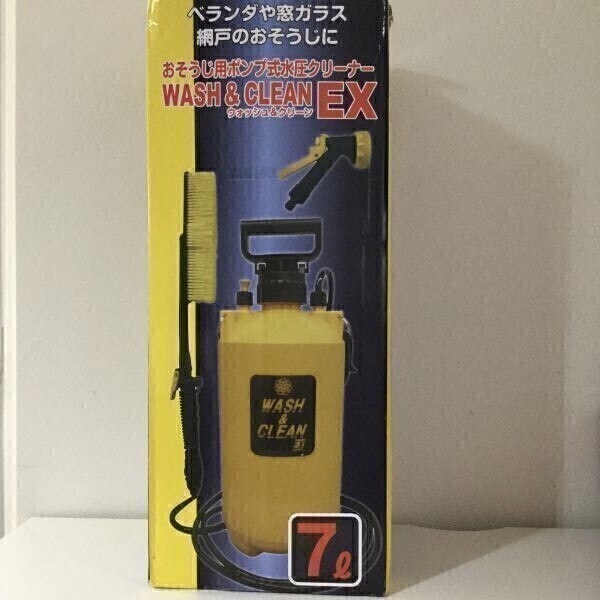 ベランダや窓ガラス
網戸のおそうじに
おそうじ用ポンプ式水圧クリーナー
WASH & CLEAN EX
ウォッシュ&クリーン
WASH
&
CLEAN
7ℓ